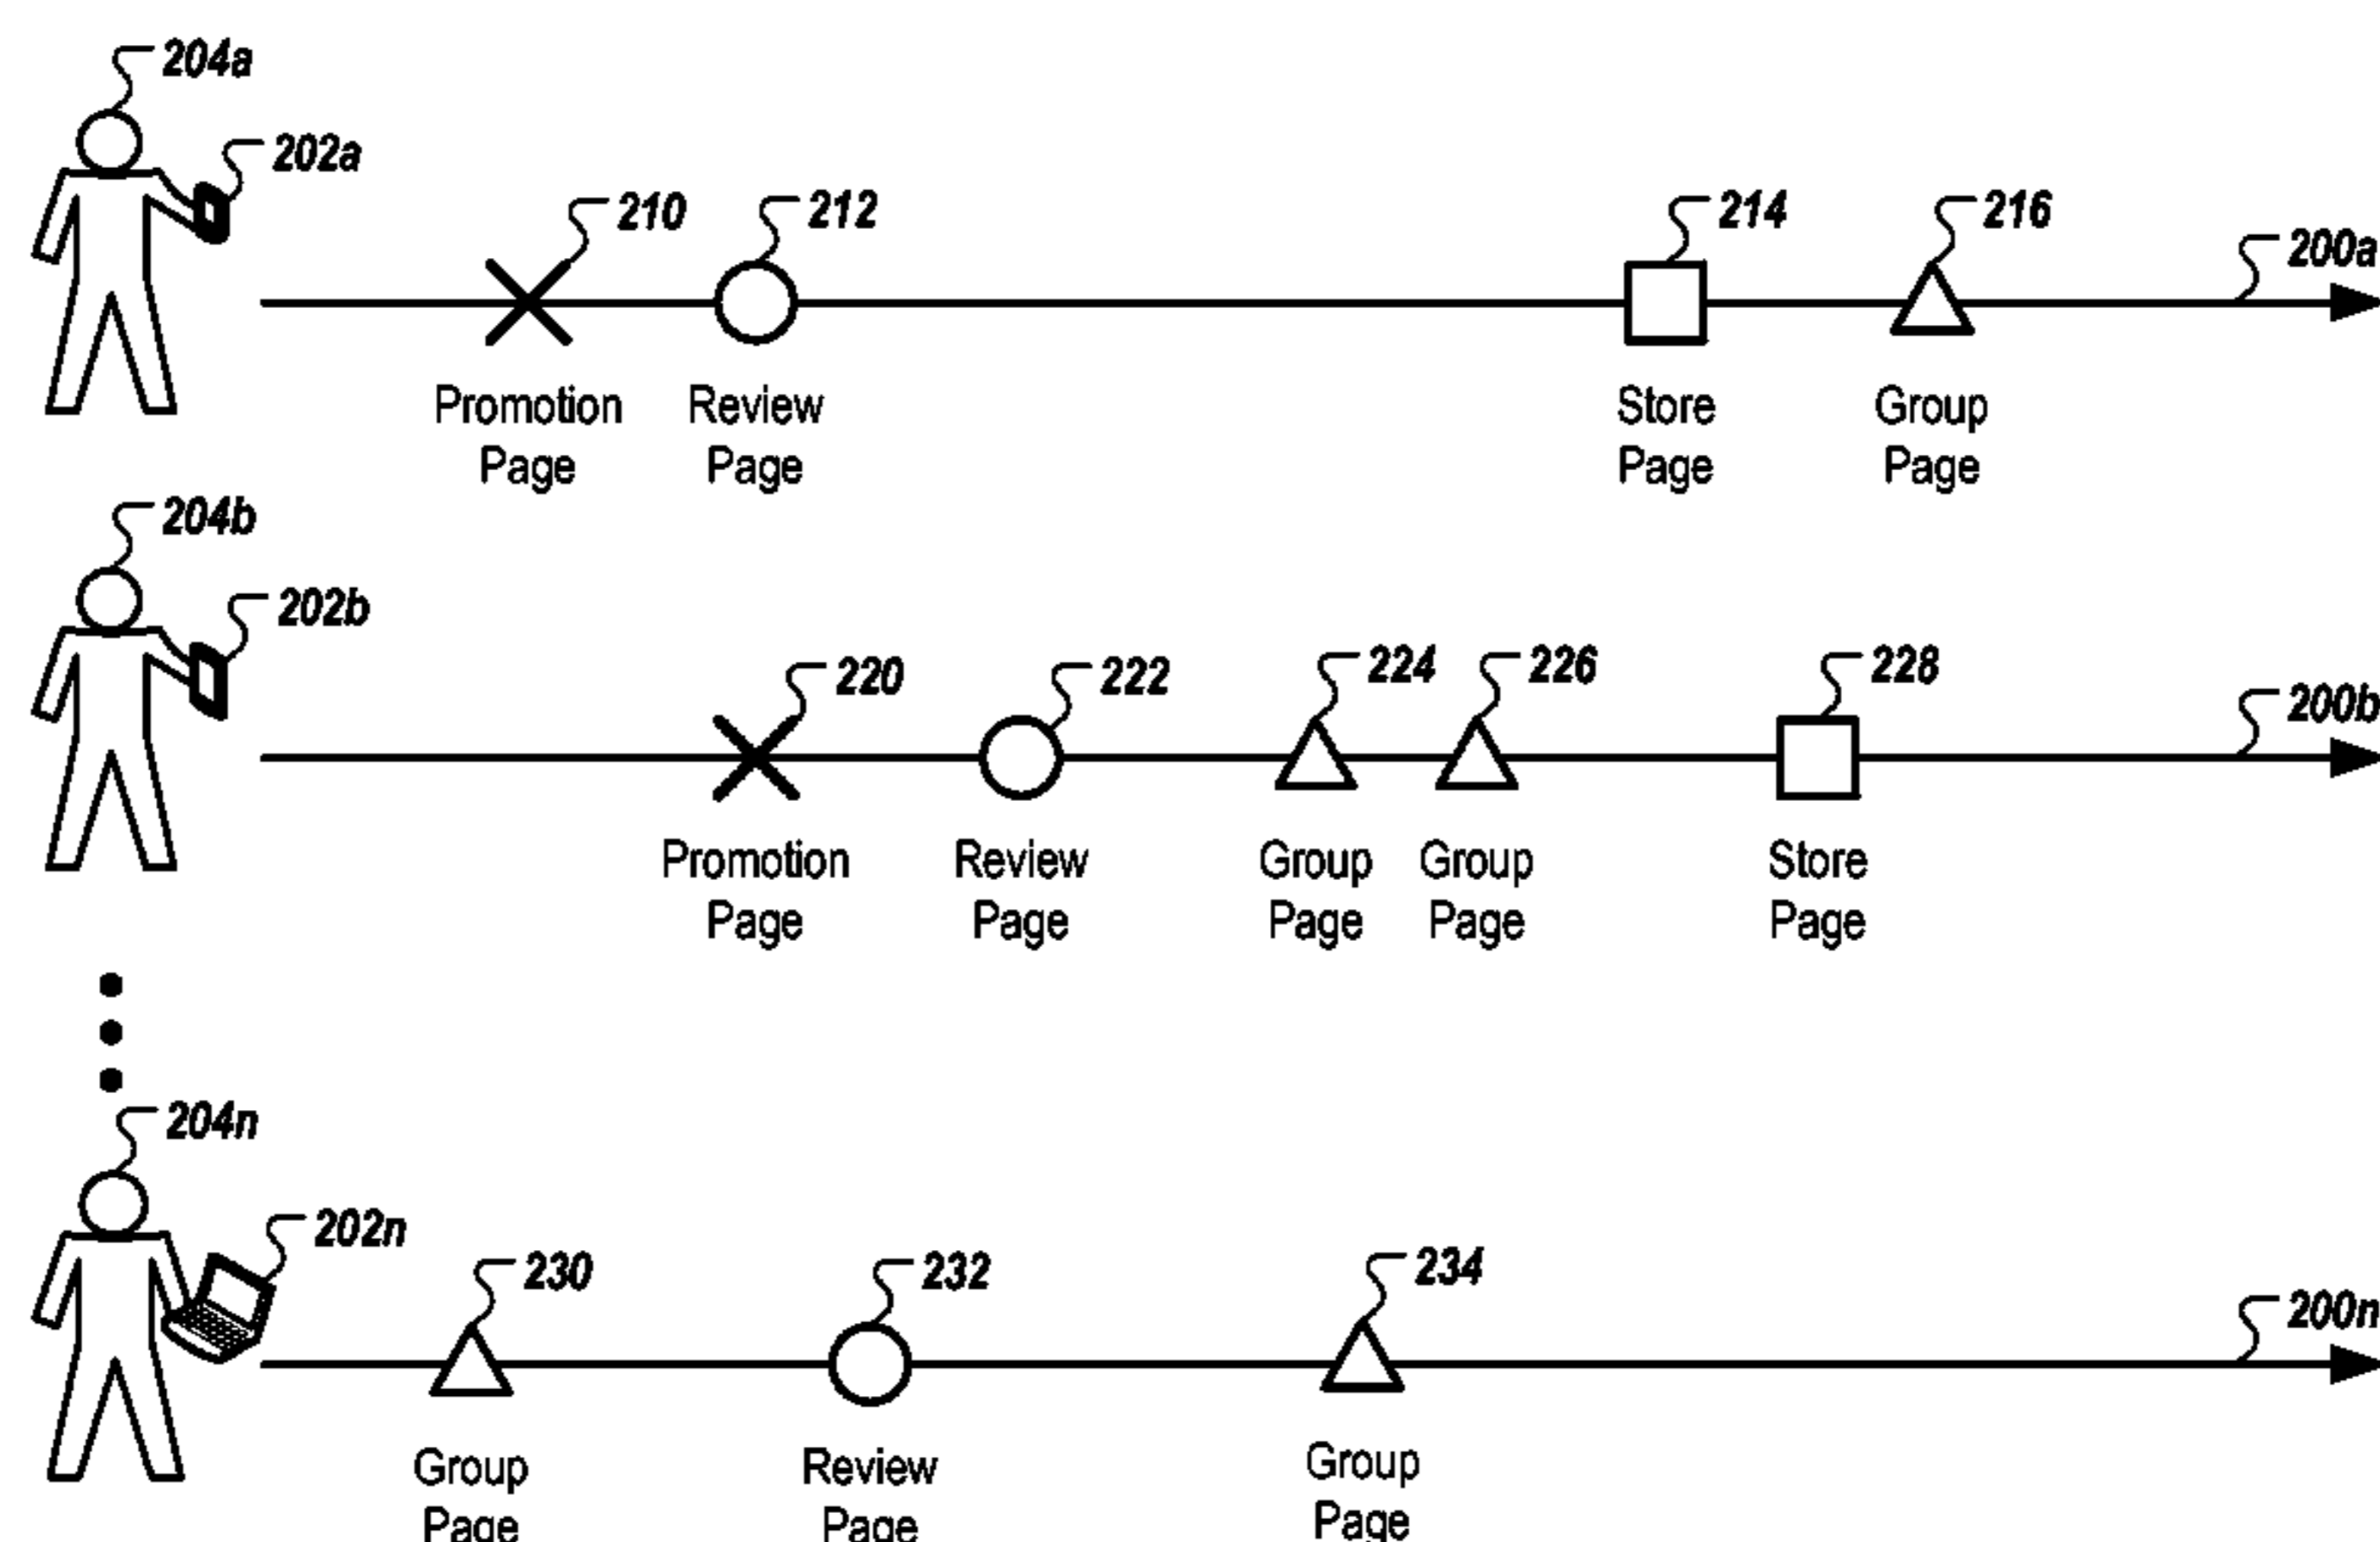 204a
202a
210
212
214
216
200a
Promotion
Page
Review
Page
Store
Page
Group
Page
204b
202b
220
222
224
226
228
200b
Promotion
Page
Review
Page
Group
Page
Group
Page
Store
Page
204n
202n
230
232
234
200n
Group
Page
Review
Page
Group
Page